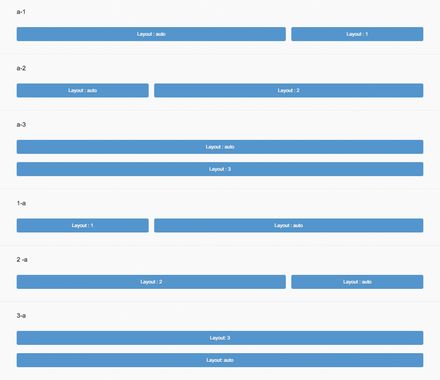 a-1
Layout : auto Layout : 1
a-2
Layout : auto Layout : 2
a-3
Layout : auto
Layout : 3
1-a
Layout : 1 Layout : auto
2 -a
Layout : 2 Layout : auto
3-a
Layout: 3
Layout: auto